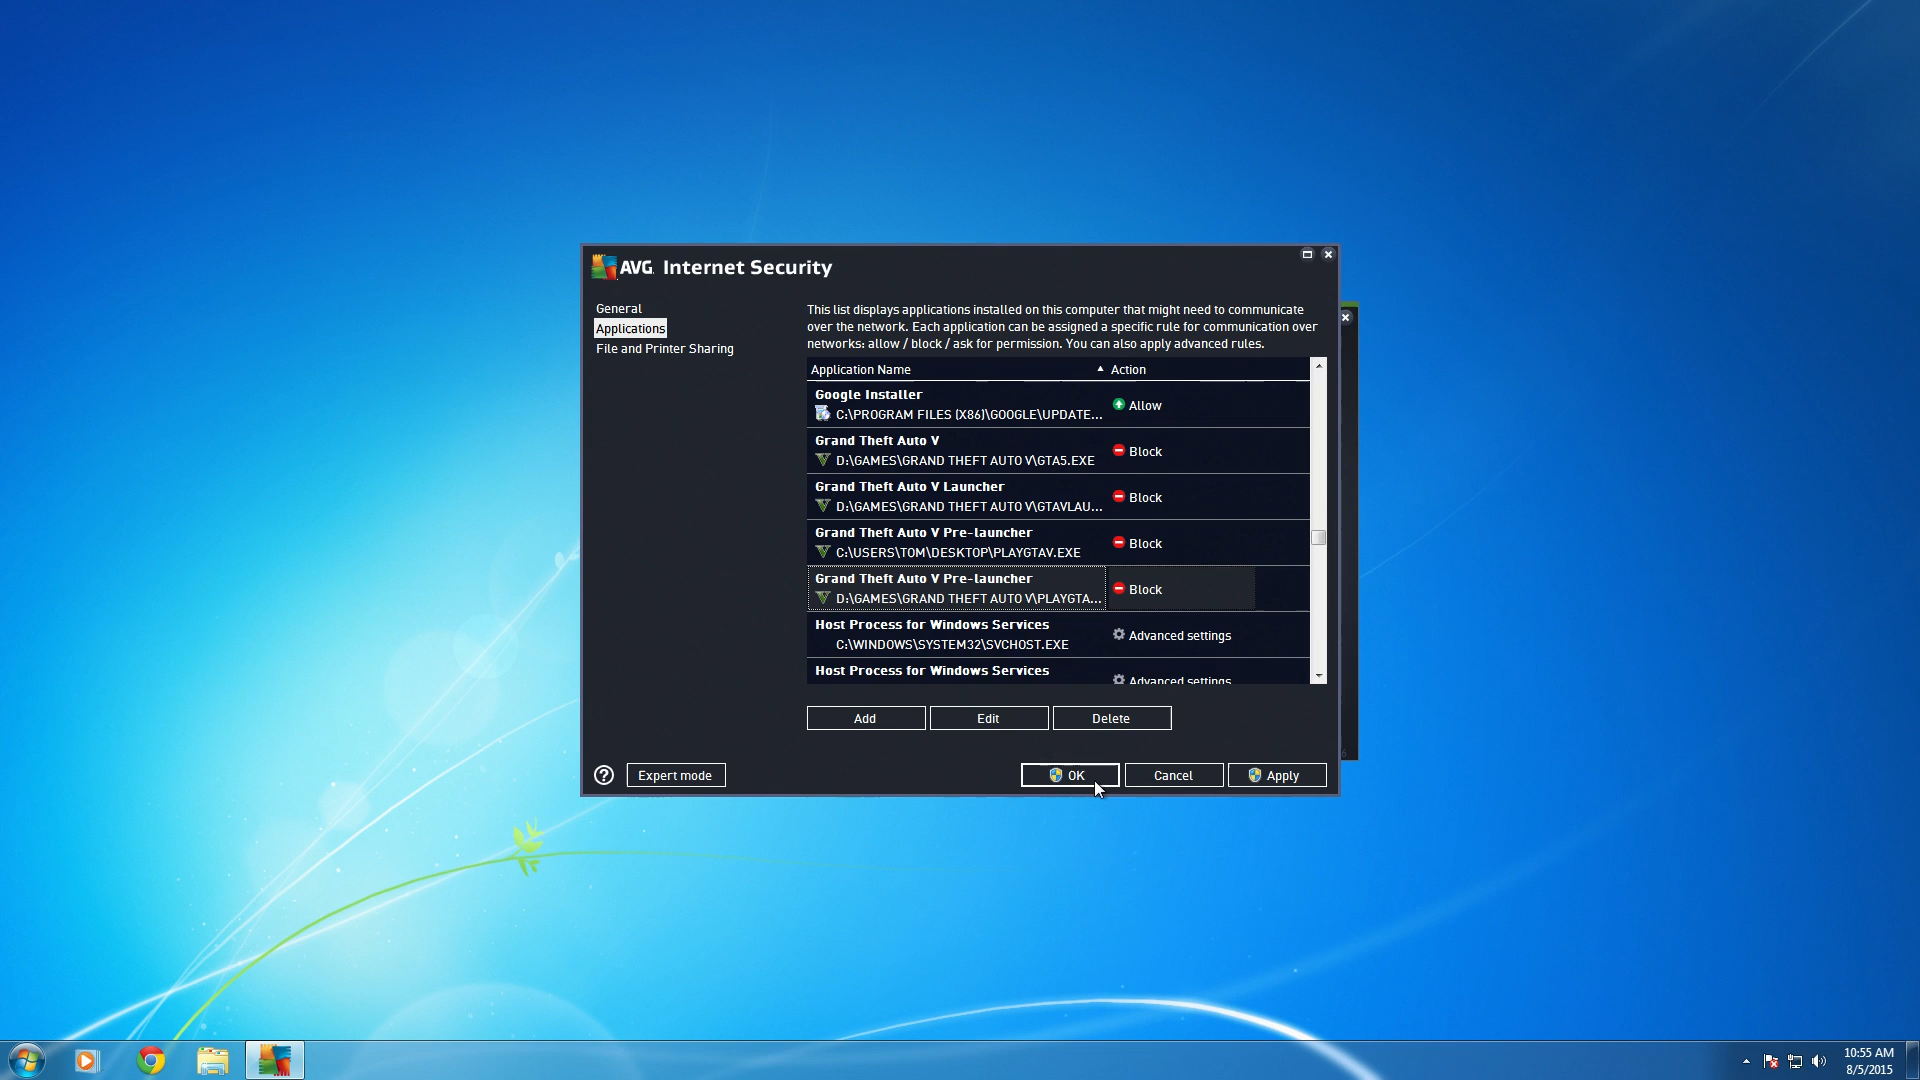 AVG. Internet Security
General
Applications
File and Printer Sharing
This list displays applications installed on this computer that might need to communicate
over the network. Each application can be assigned a specific rule for communication over
networks: allow / block / ask for permission. You can also apply advanced rules.
Application Name Action
Google Installer
C:\PROGRAM FILES (X86)\GOOGLE\UPDATE... Allow
Grand Theft Auto V
D:\GAMES\GRAND THEFT AUTO V\GTA5.EXE Block
Grand Theft Auto V Launcher
D:\GAMES\GRAND THEFT AUTO V\GTAVLAU... Block
Grand Theft Auto V Pre-launcher
C:\USERS\TOM\DESKTOP\PLAYGTAV.EXE Block
Grand Theft Auto V Pre-launcher
D:\GAMES\GRAND THEFT AUTO V\PLAYGTA... Block
Host Process for Windows Services
C:\WINDOWS\SYSTEM32\SVCHOST.EXE Advanced settings
Host Process for Windows Services
Advanced settings
Add Edit Delete
? Expert mode OK Cancel Apply
10:55 AM
8/5/2015